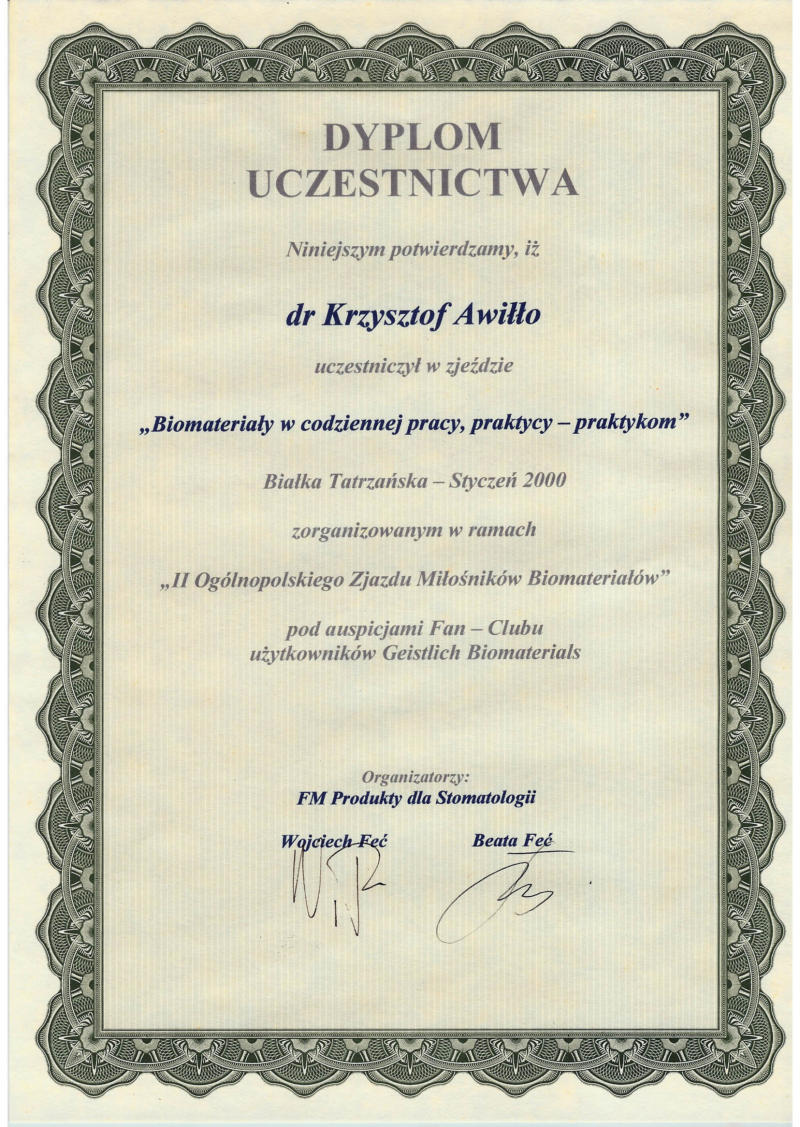 DYPLOM
UCZESTNICTWA
Niniejszym potwierdzamy, iż
dr Krzysztof Awiłło
uczestniczył w zjeździe
„Biomateriały w codziennej pracy, praktycy – praktykom”
Białka Tatrzańska – Styczeń 2000
zorganizowanym w ramach
„II Ogólnopolskiego Zjazdu Miłośników Biomateriałów”
pod auspicjami Fan – Clubu
użytkowników Geistlich Biomaterials
Organizatorzy:
FM Produkty dla Stomatologii
Wojciech Feć Beata Feć